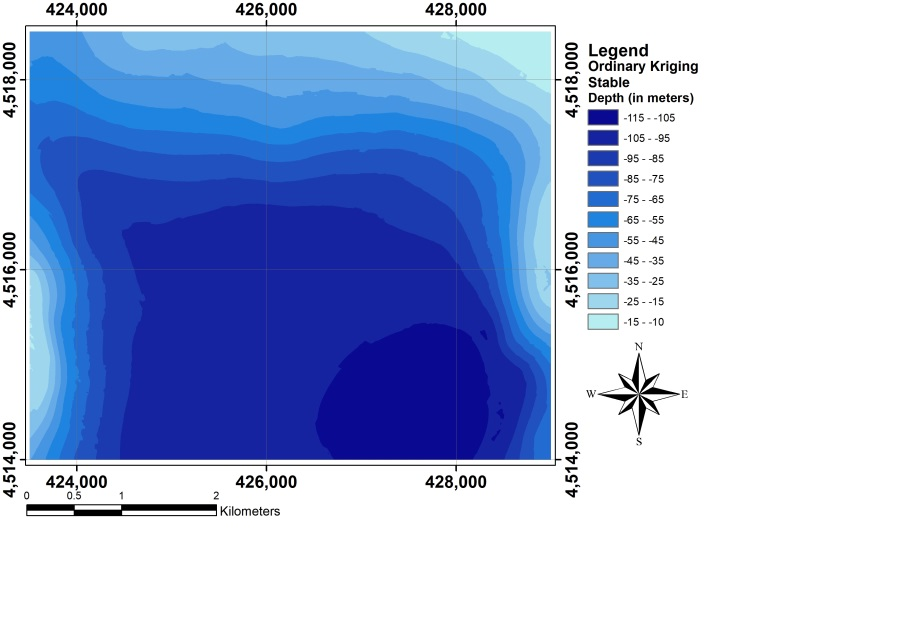 424,000 426,000 428,000
4,518,000 4,518,000
4,516,000 4,516,000
4,514,000 4,514,000
424,000 426,000 428,000
0 0.5 1 2
Kilometers
Legend
Ordinary Kriging
Stable
Depth (in meters)
-115 - -105
-105 - -95
-95 - -85
-85 - -75
-75 - -65
-65 - -55
-55 - -45
-45 - -35
-35 - -25
-25 - -15
-15 - -10
N
W E
S